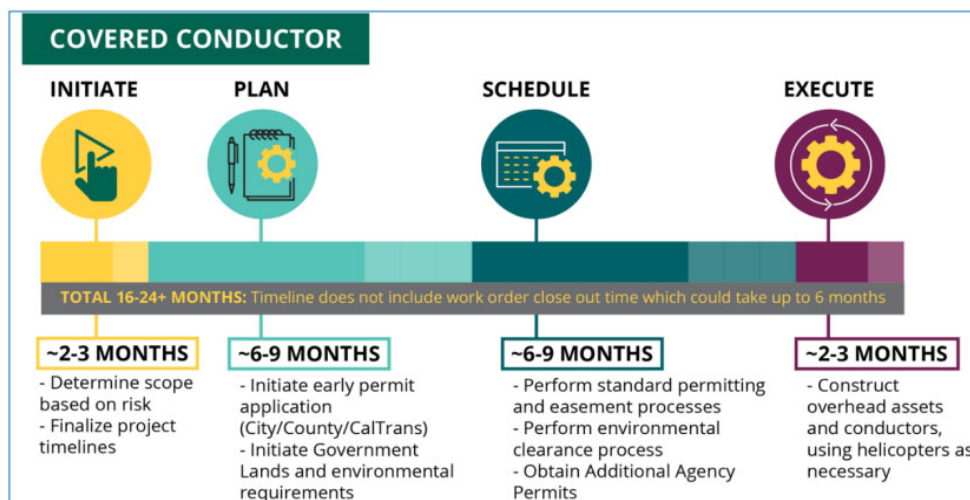 COVERED CONDUCTOR
INITIATE
PLAN
SCHEDULE
EXECUTE
TOTAL 16-24+ MONTHS: Timeline does not include work order close out time which could take up to 6 months
~2-3 MONTHS
- Determine scope
based on risk
- Finalize project
timelines
~6-9 MONTHS
- Initiate early permit
application
(City/County/CalTrans)
- Initiate Government
Lands and environmental
requirements
~6-9 MONTHS
- Perform standard permitting
and easement processes
- Perform environmental
clearance process
- Obtain Additional Agency
Permits
~2-3 MONTHS
- Construct
overhead assets
and conductors,
using helicopters as
necessary